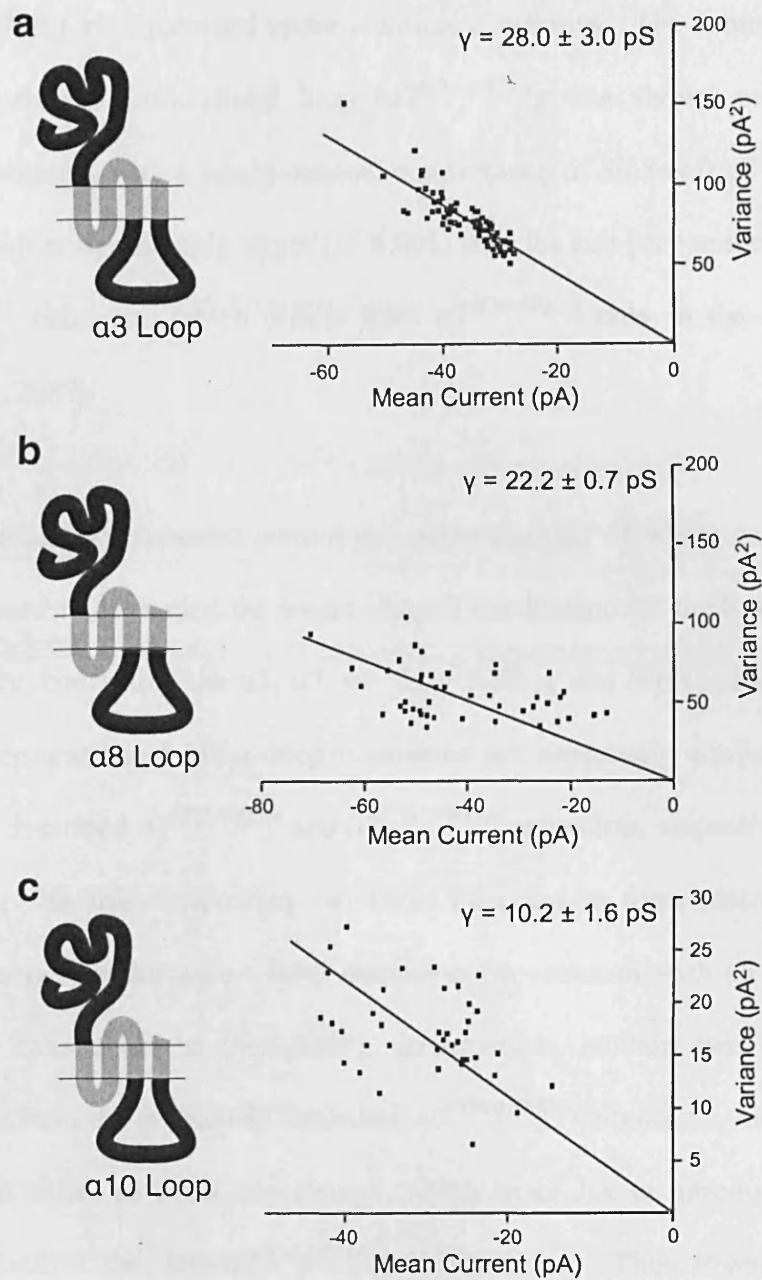 a
γ = 28.0 ± 3.0 pS
200
150
100
50
Variance (pA²)
-60
-40
-20
0
Mean Current (pA)
α3 Loop
b
γ = 22.2 ± 0.7 pS
200
150
100
50
Variance (pA²)
-80
-60
-40
-20
0
Mean Current (pA)
α8 Loop
c
γ = 10.2 ± 1.6 pS
30
25
20
15
10
5
Variance (pA²)
-40
-20
0
Mean Current (pA)
α10 Loop